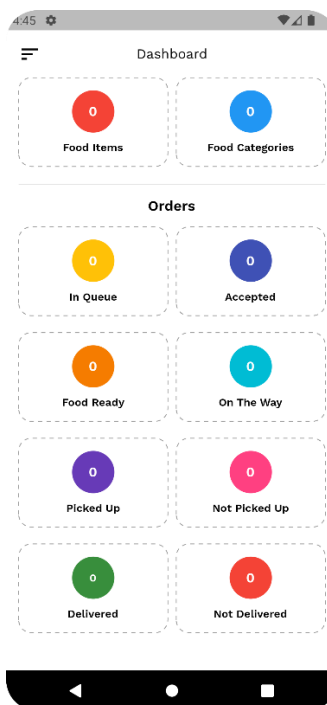 4:45
Dashboard
0 0
Food Items Food Categories
Orders
0 0
In Queue Accepted
0 0
Food Ready On The Way
0 0
Picked Up Not Picked Up
0 0
Delivered Not Delivered